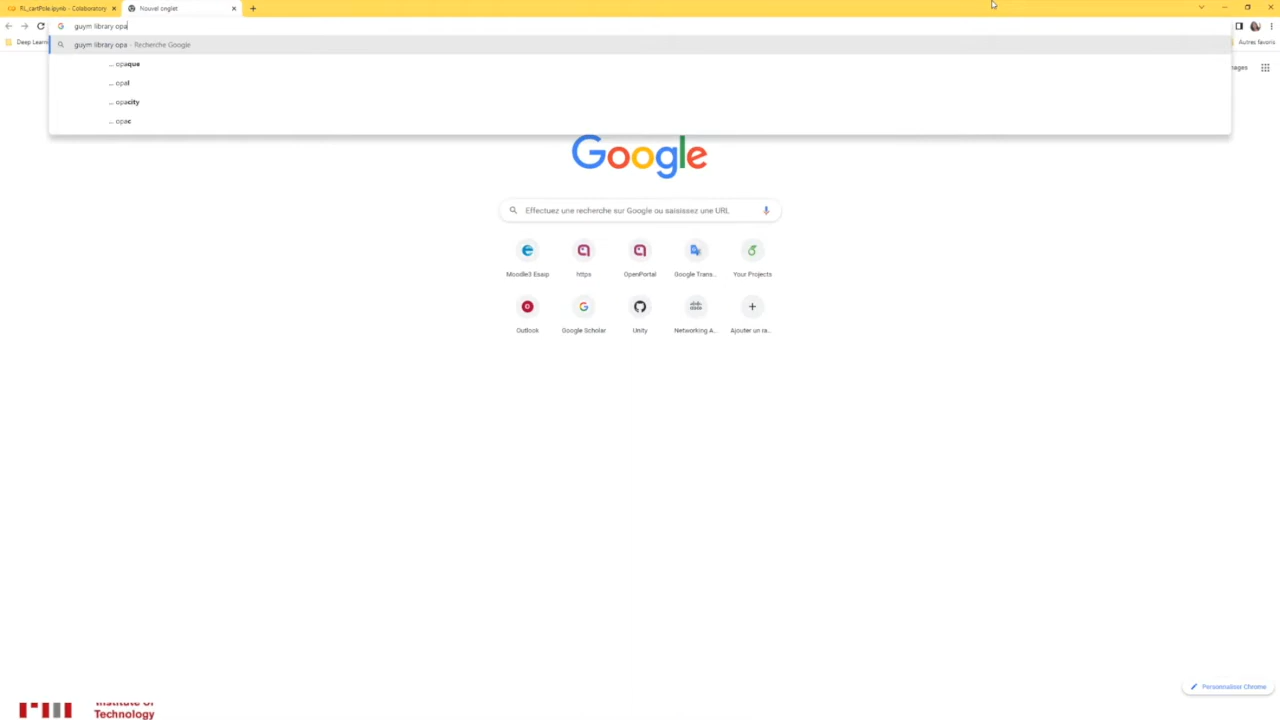 RL_cartPole.ipynb - Colaboratory
Nouvel onglet
guym library opa
Deep Learni
Autres favoris
guym library opa - Recherche Google
... opaque
... opal
... opacity
... opac
ages
Google
Effectuez une recherche sur Google ou saisissez une URL
Moodle3 Esaip
https
OpenPortal
Google Trans...
Your Projects
Outlook
Google Scholar
Unity
Networking A...
Ajouter un ra...
Personnaliser Chrome
Institute of
Technology